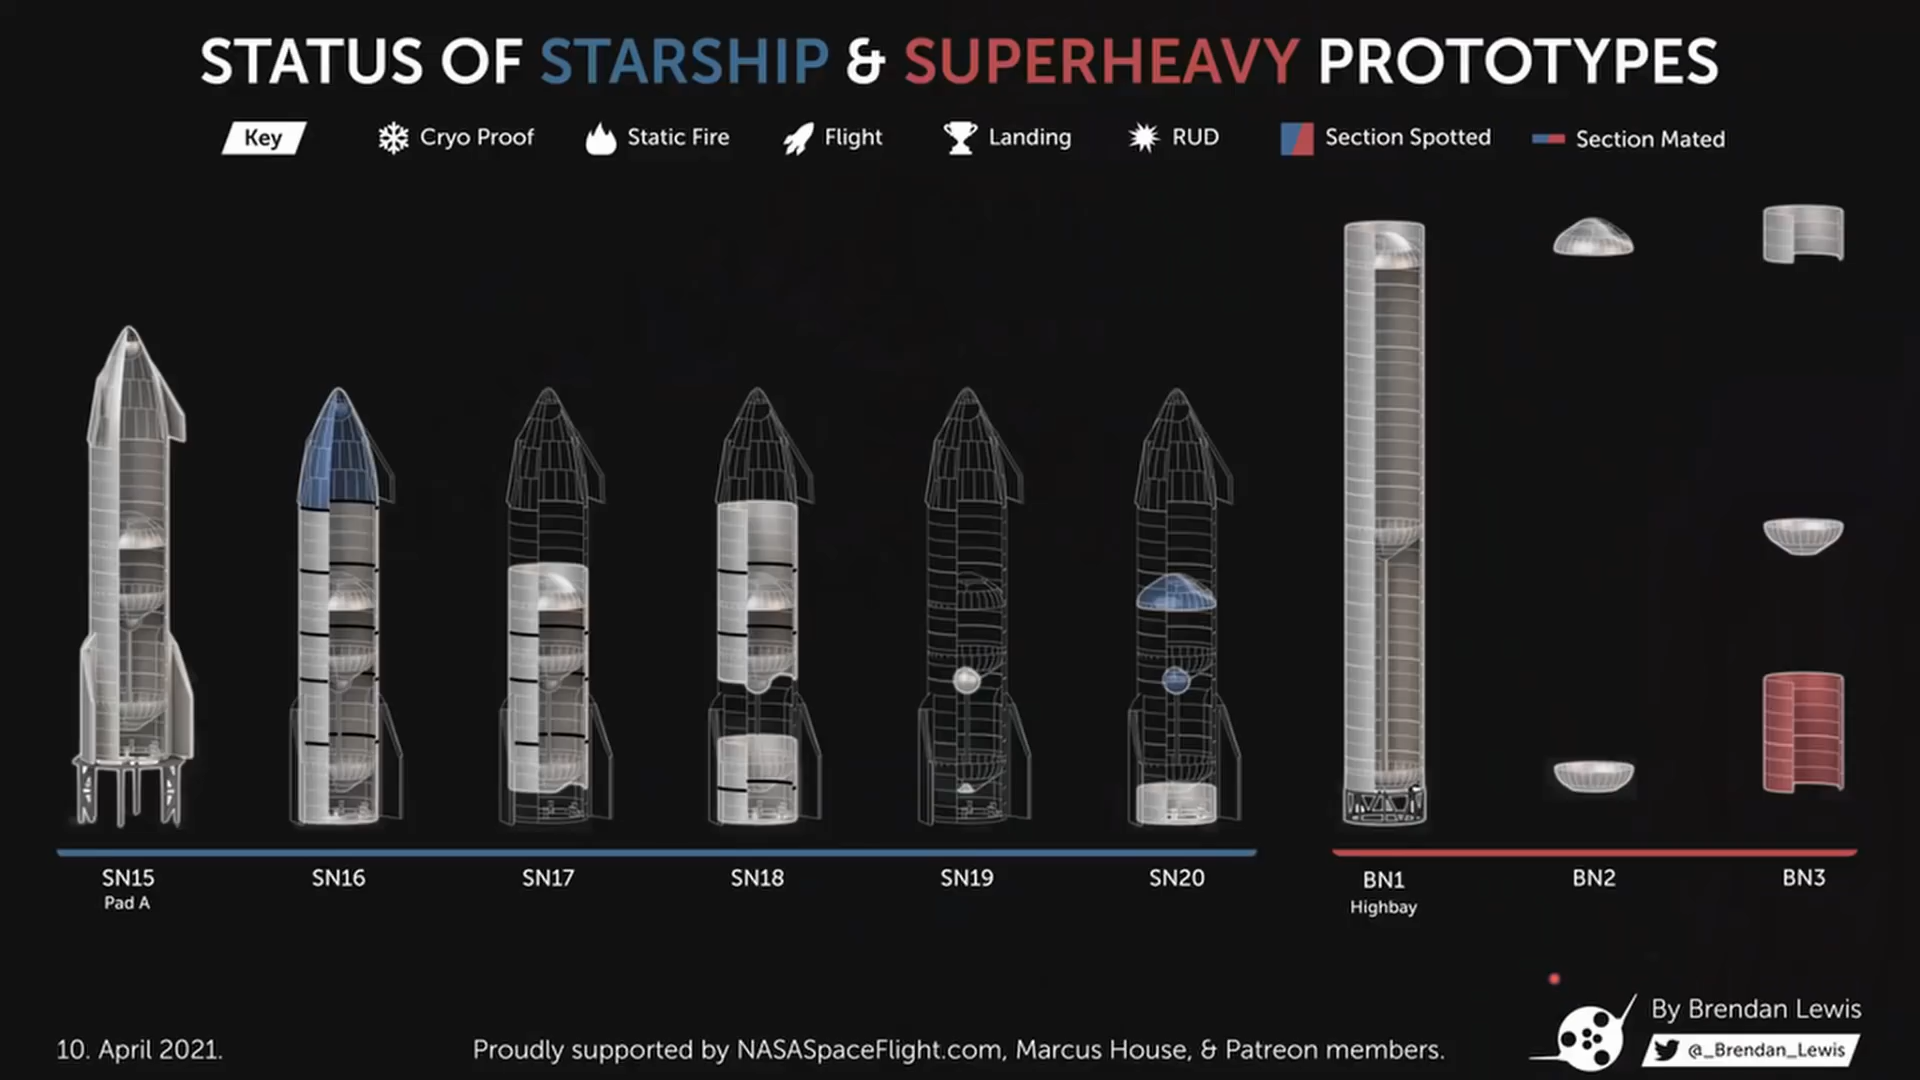 STATUS OF STARSHIP & SUPERHEAVY PROTOTYPES
Key Cryo Proof Static Fire Flight Landing RUD Section Spotted Section Mated
SN15 SN16 SN17 SN18 SN19 SN20 BN1 BN2 BN3
Pad A Highbay
By Brendan Lewis
@_Brendan_Lewis
10. April 2021. Proudly supported by NASASpaceFlight.com, Marcus House, & Patreon members.